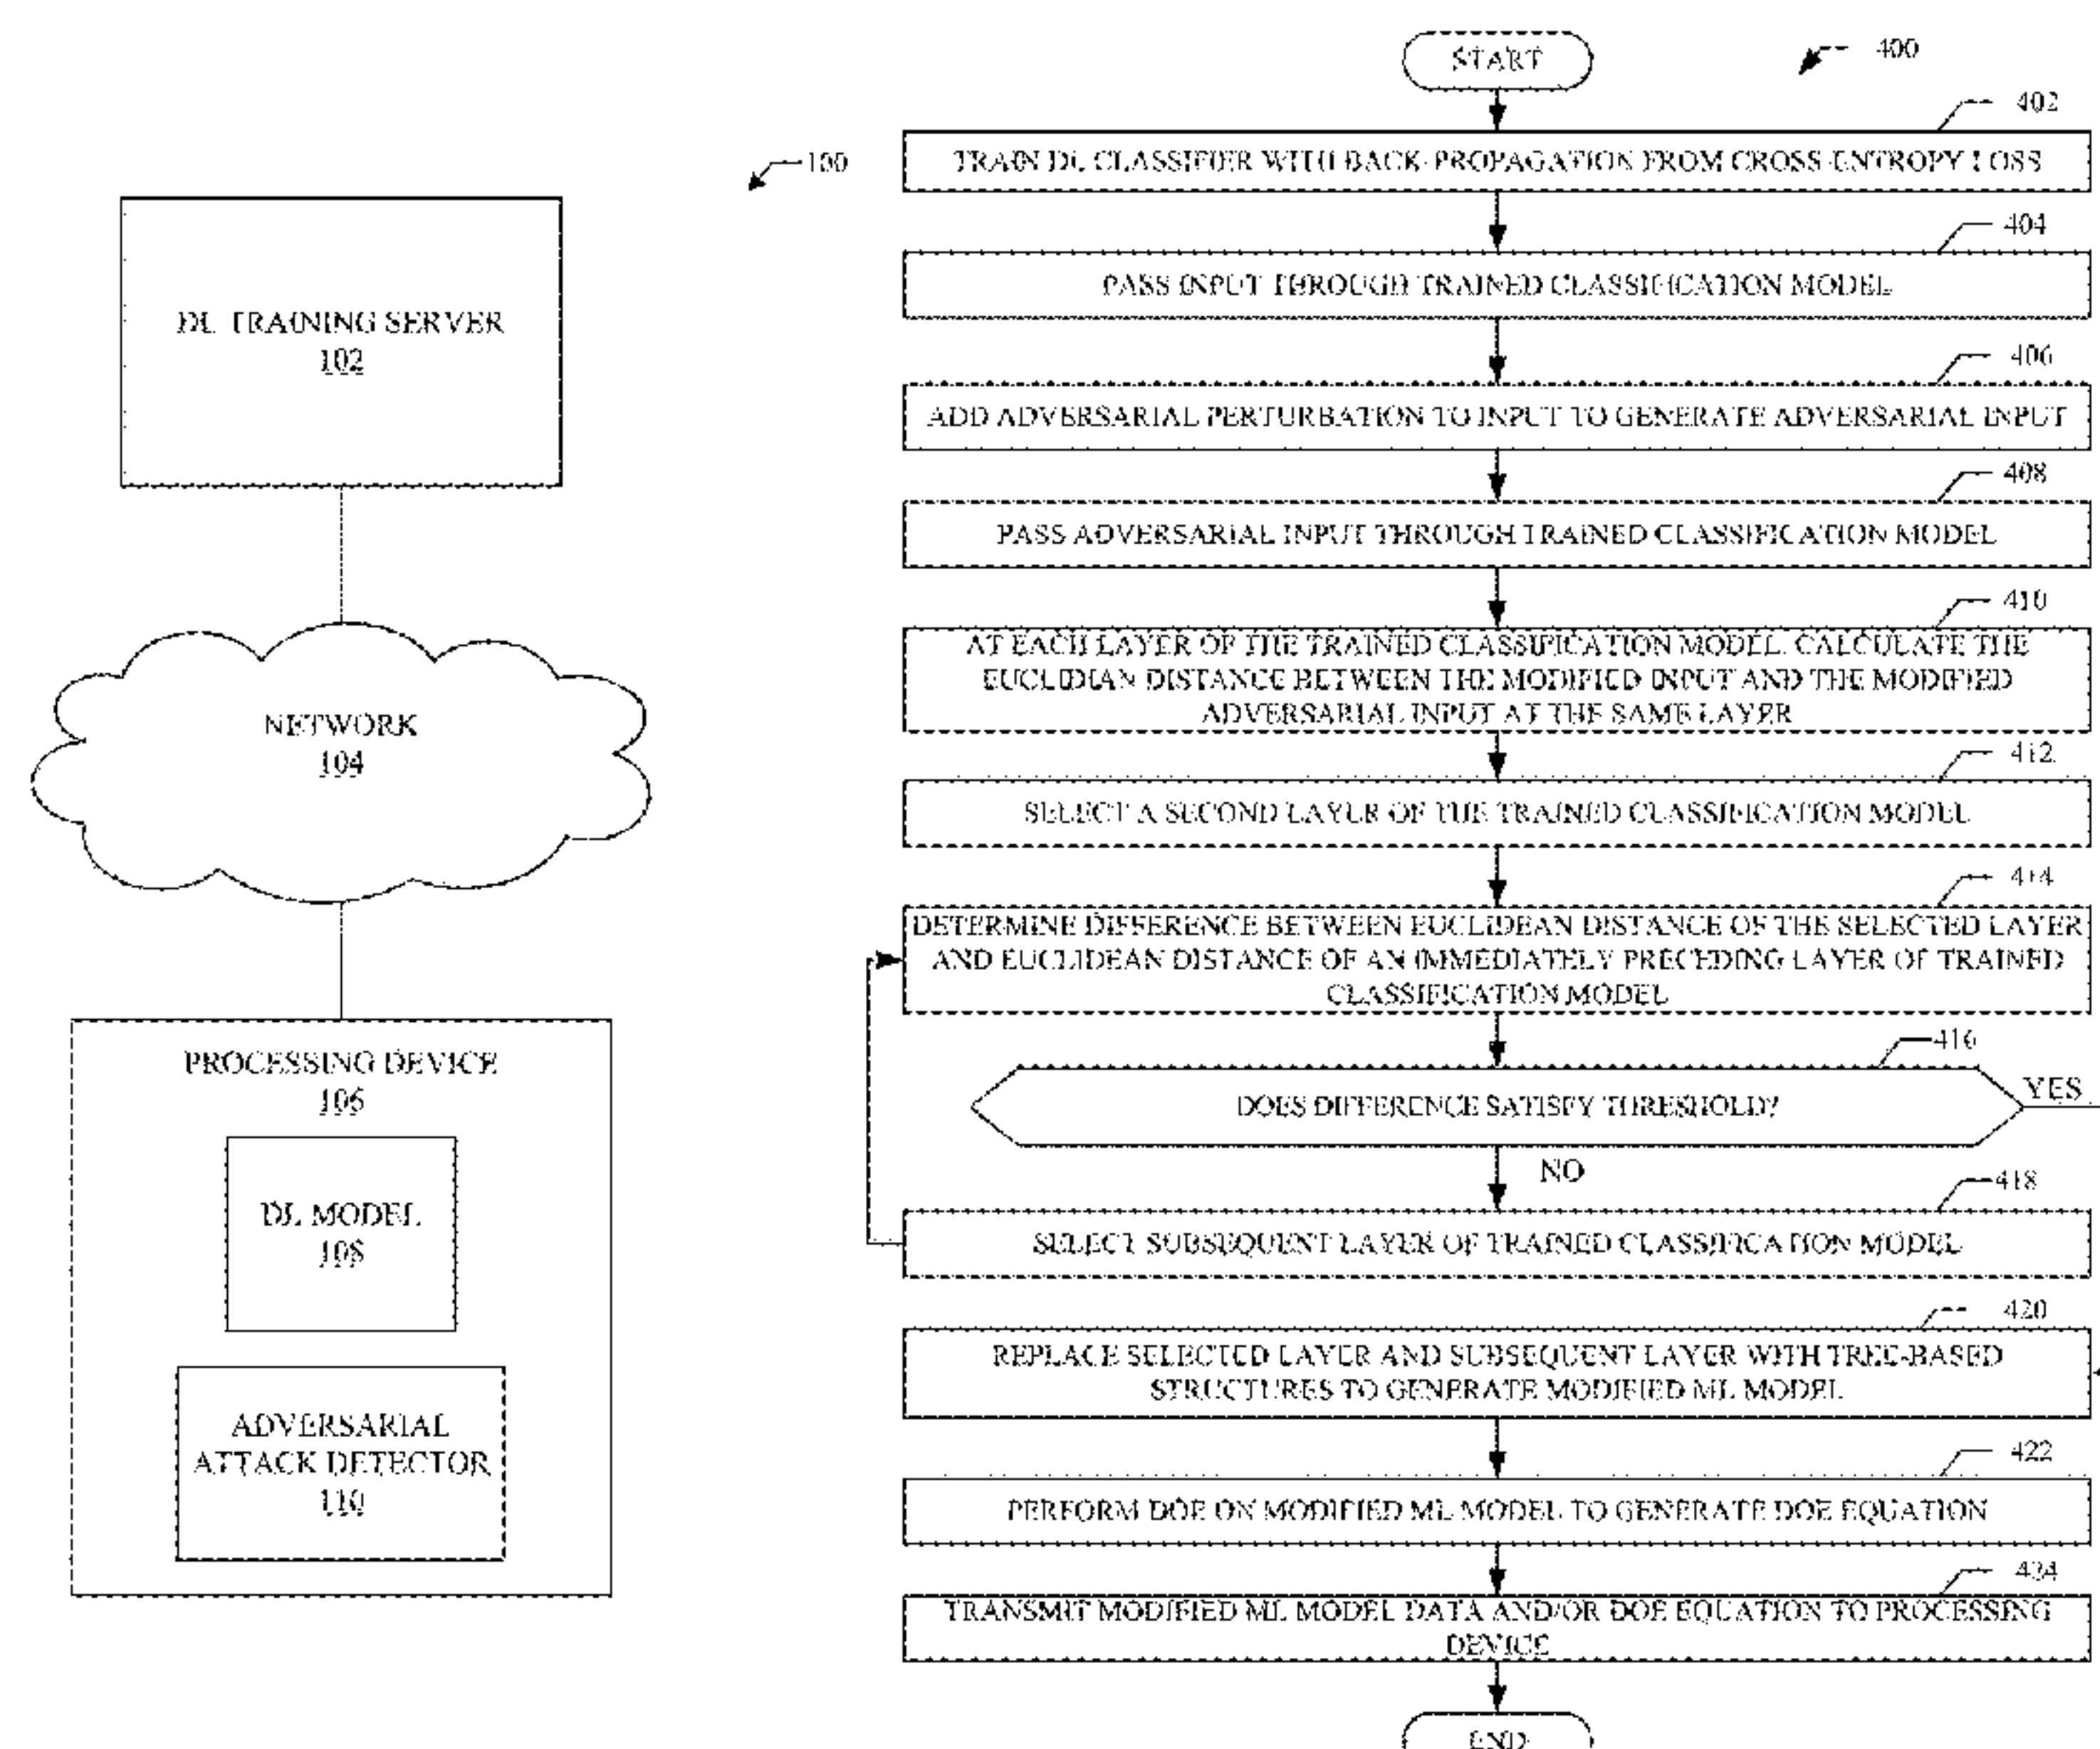 100
DL TRAINING SERVER
102
NETWORK
104
PROCESSING DEVICE
106
DL MODEL
108
ADVERSARIAL
ATTACK DETECTOR
110
START
400
402
TRAIN DL CLASSIFIER WITH BACK-PROPAGATION FROM CROSS-ENTROPY LOSS
404
PASS INPUT THROUGH TRAINED CLASSIFICATION MODEL
406
ADD ADVERSARIAL PERTURBATION TO INPUT TO GENERATE ADVERSARIAL INPUT
408
PASS ADVERSARIAL INPUT THROUGH TRAINED CLASSIFICATION MODEL
410
AT EACH LAYER OF THE TRAINED CLASSIFICATION MODEL, CALCULATE THE
EUCLIDIAN DISTANCE BETWEEN THE MODIFIED INPUT AND THE MODIFIED
ADVERSARIAL INPUT AT THE SAME LAYER
412
SELECT A SECOND LAYER OF THE TRAINED CLASSIFICATION MODEL
414
DETERMINE DIFFERENCE BETWEEN EUCLIDEAN DISTANCE OF THE SELECTED LAYER
AND EUCLIDEAN DISTANCE OF AN IMMEDIATELY PRECEDING LAYER OF TRAINED
CLASSIFICATION MODEL
416
DOES DIFFERENCE SATISFY THRESHOLD?
YES
NO
418
SELECT SUBSEQUENT LAYER OF TRAINED CLASSIFICATION MODEL
420
REPLACE SELECTED LAYER AND SUBSEQUENT LAYER WITH TREE-BASED
STRUCTURES TO GENERATE MODIFIED ML MODEL
422
PERFORM DOE ON MODIFIED ML MODEL TO GENERATE DOE EQUATION
424
TRANSMIT MODIFIED ML MODEL DATA AND/OR DOE EQUATION TO PROCESSING
DEVICE
END